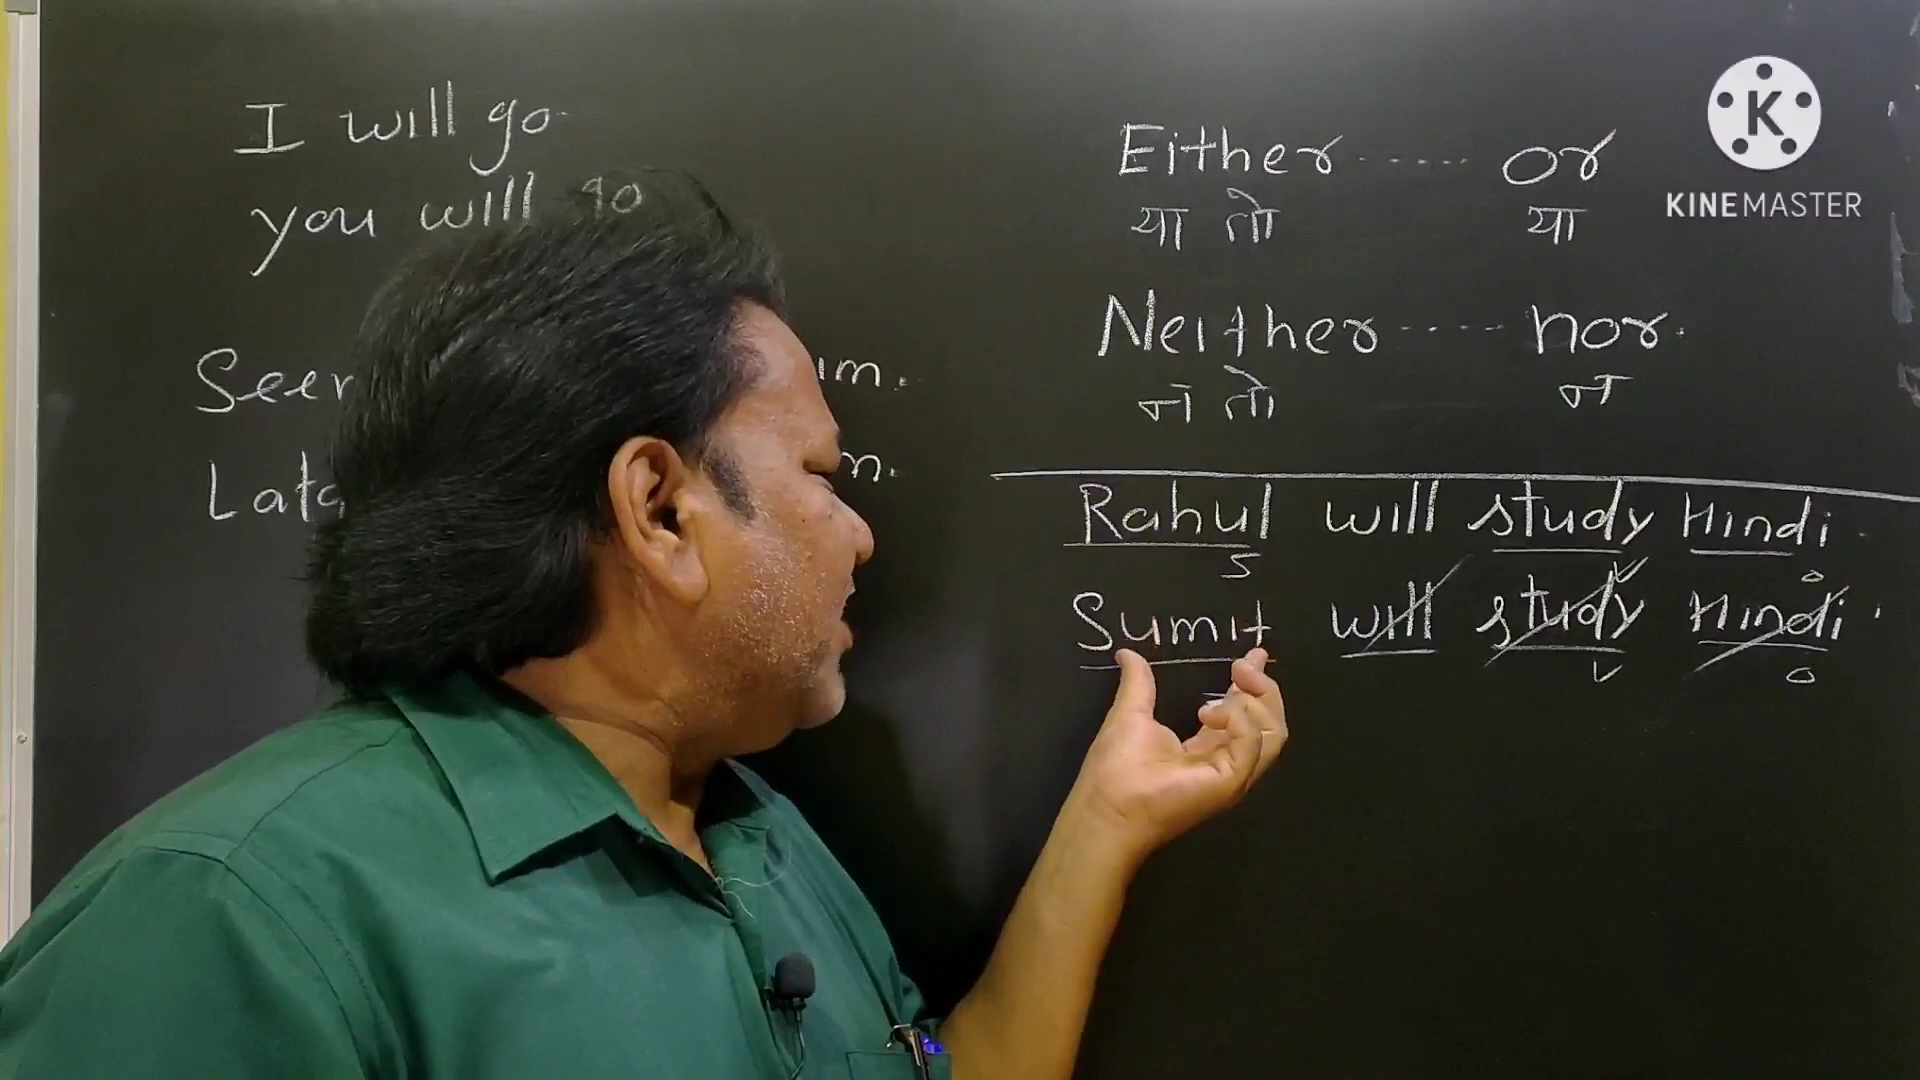 I will go.
you will go
Either ..... or
या तो या
Neither ..... nor.
न तो न
Rahul will study Hindi.
S V O
Sumit will study Hindi.
V O
KINEMASTER